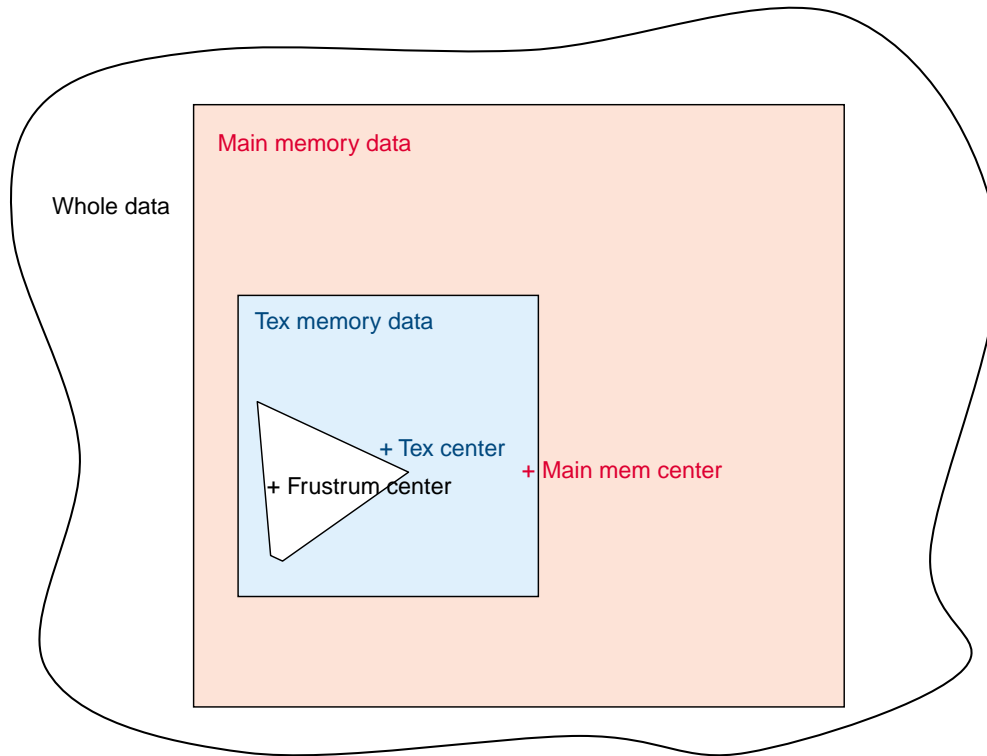 Main memory data
Whole data
Tex memory data
+ Tex center
+ Main mem center
+ Frustrum center